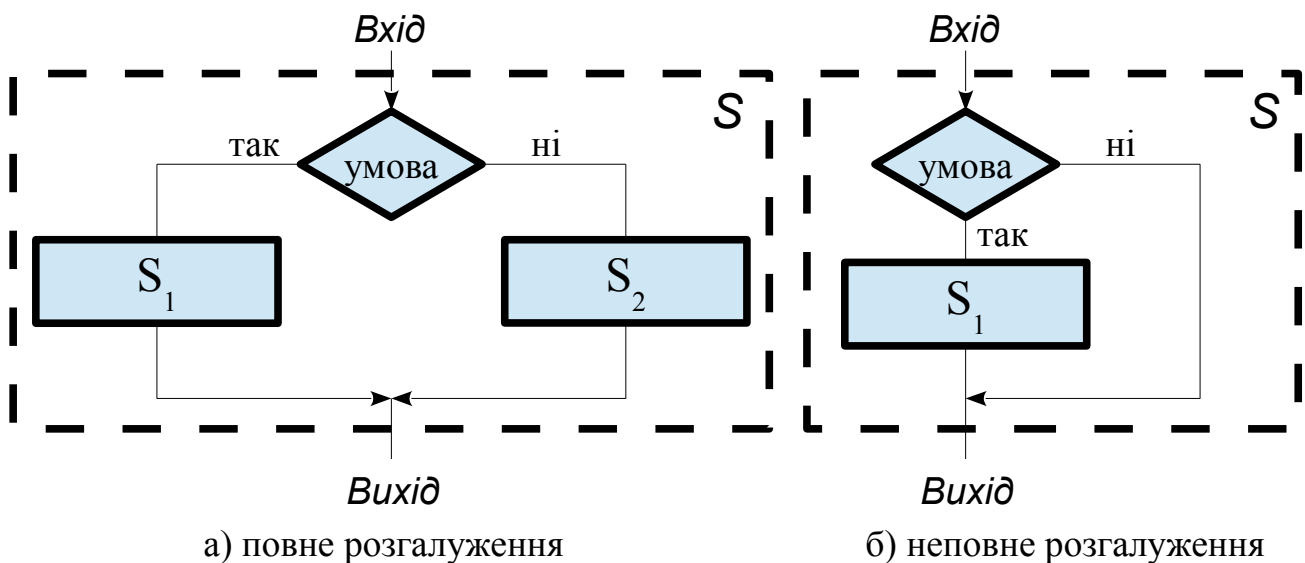 Вхід
S
так
умова
ні
S1
S2
Вихід
а) повне розгалуження
Вхід
S
умова
ні
так
S1
Вихід
б) неповне розгалуження